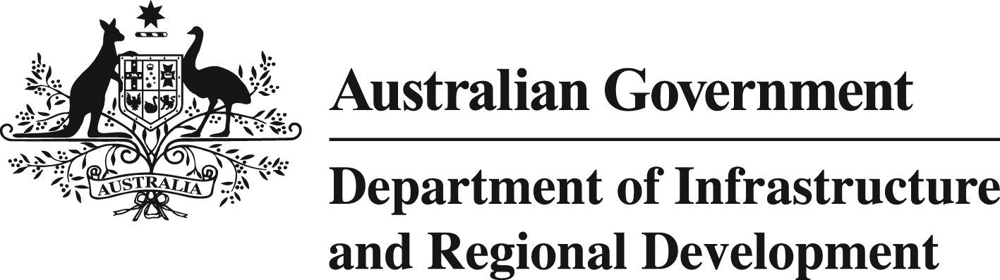 AUSTRALIA
Australian Government
Department of Infrastructure
and Regional Development